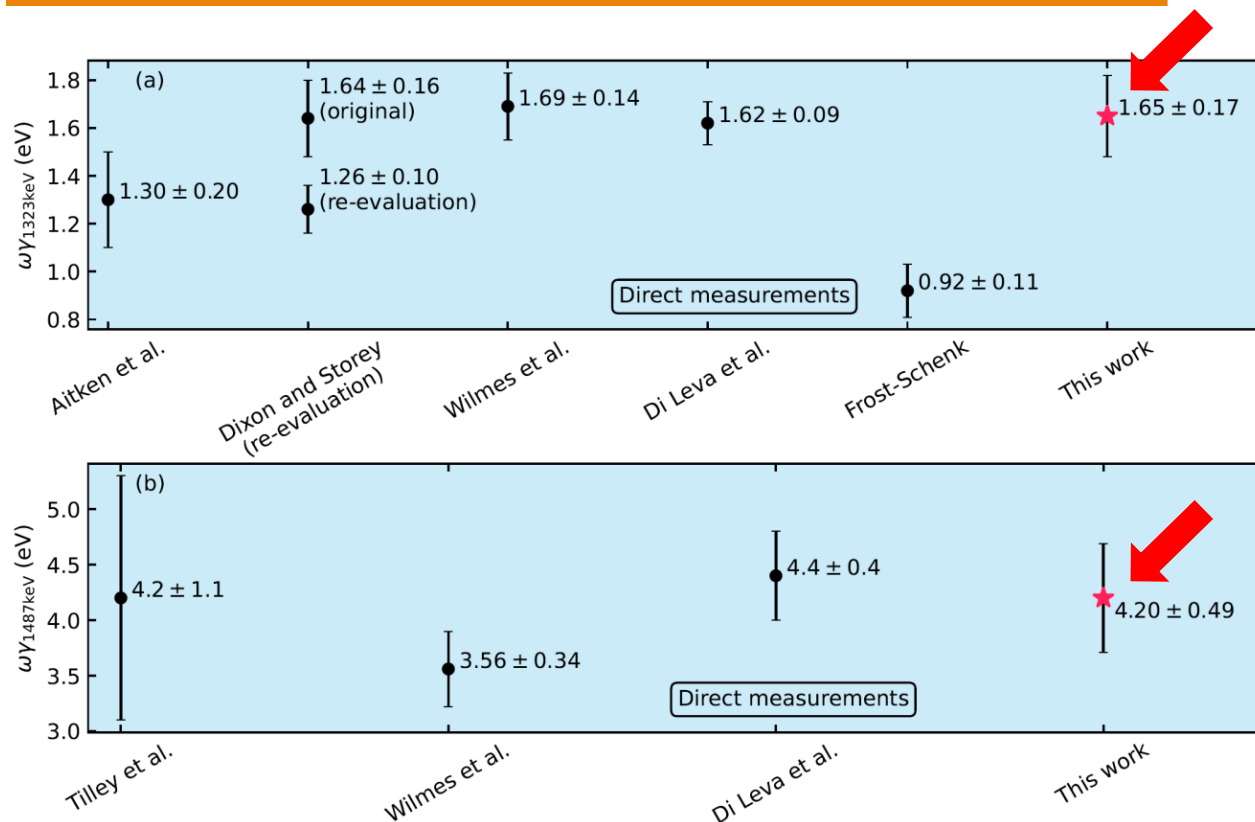 (a)
ωγ1323keV (eV)
1.8
1.6
1.4
1.2
1.0
0.8
1.30 ± 0.20
1.64 ± 0.16
(original)
1.26 ± 0.10
(re-evaluation)
1.69 ± 0.14
1.62 ± 0.09
0.92 ± 0.11
1.65 ± 0.17
Direct measurements
Aitken et al.
Dixon and Storey
(re-evaluation)
Wilmes et al.
Di Leva et al.
Frost-Schenk
This work
(b)
ωγ1487keV (eV)
5.0
4.5
4.0
3.5
3.0
4.2 ± 1.1
3.56 ± 0.34
4.4 ± 0.4
4.20 ± 0.49
Direct measurements
Tilley et al.
Wilmes et al.
Di Leva et al.
This work